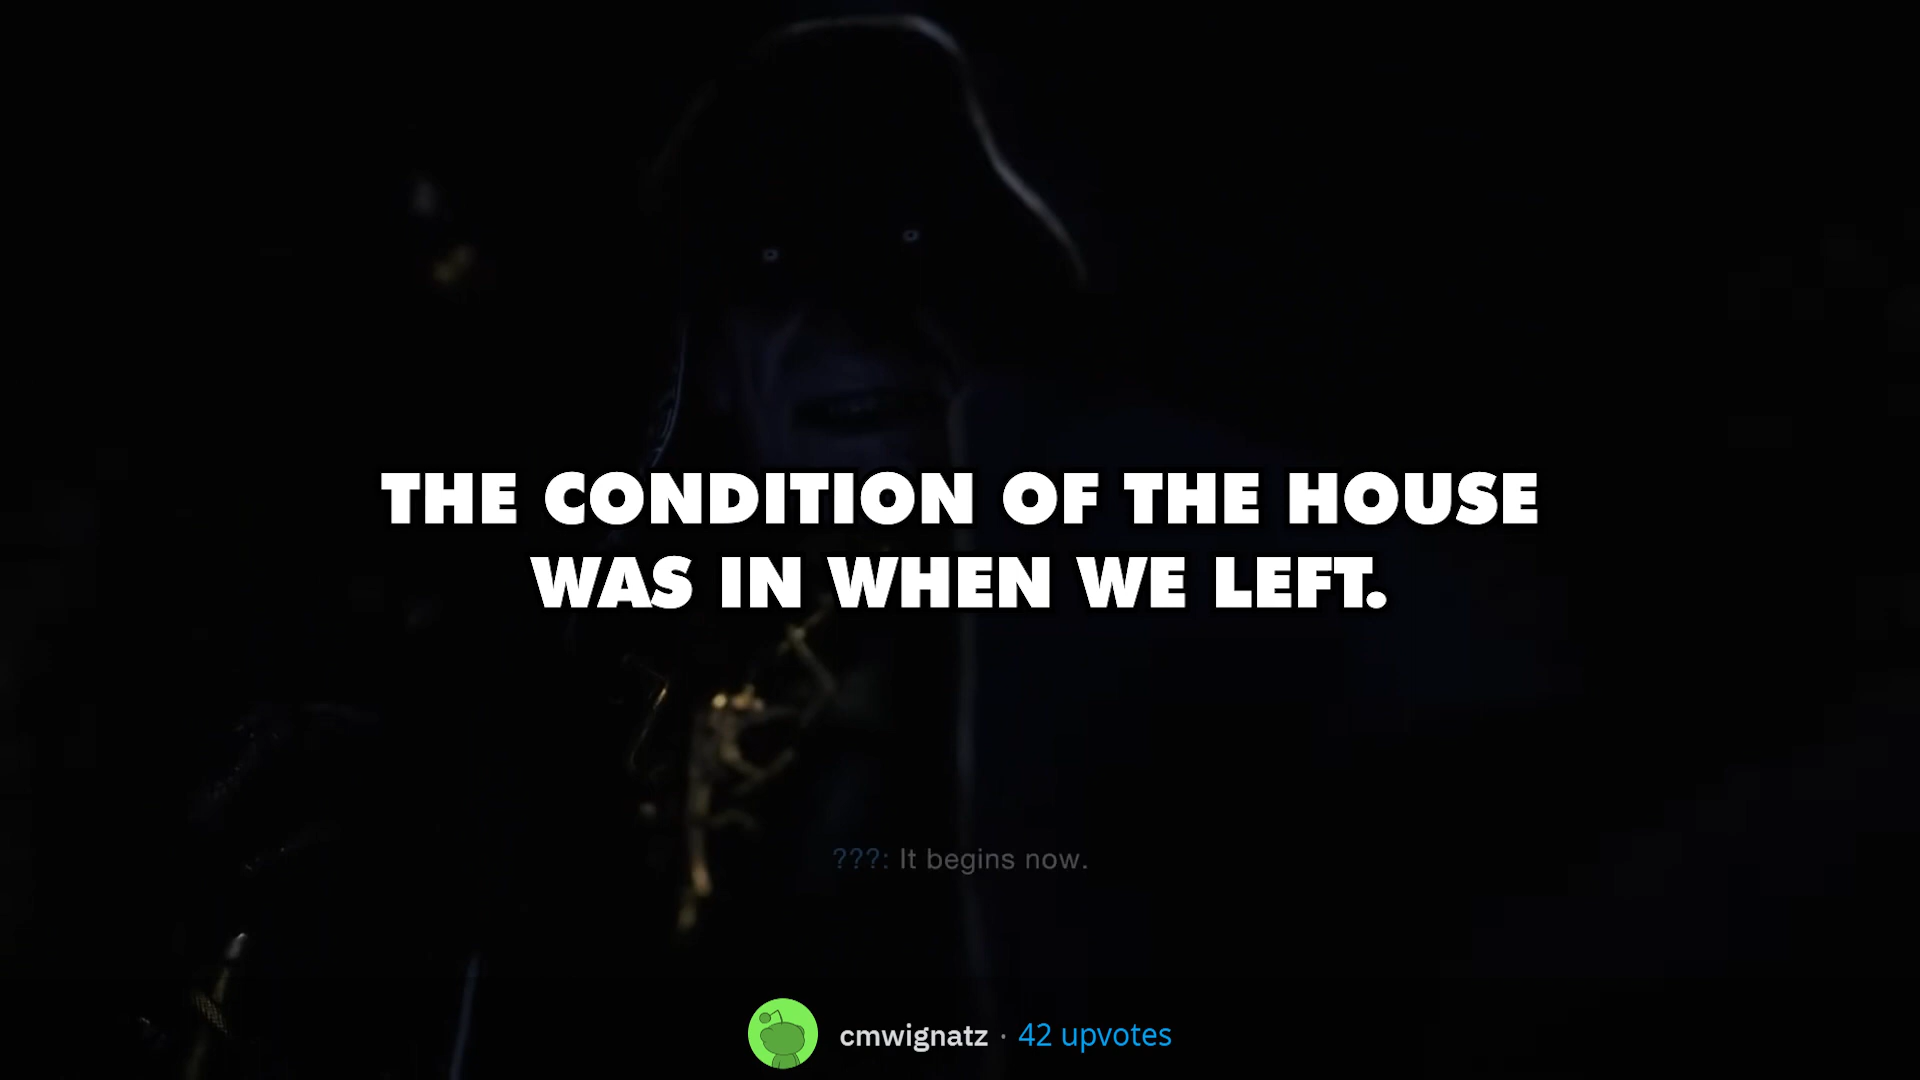 THE CONDITION OF THE HOUSE
WAS IN WHEN WE LEFT.
???: It begins now.
cmwignatz · 42 upvotes